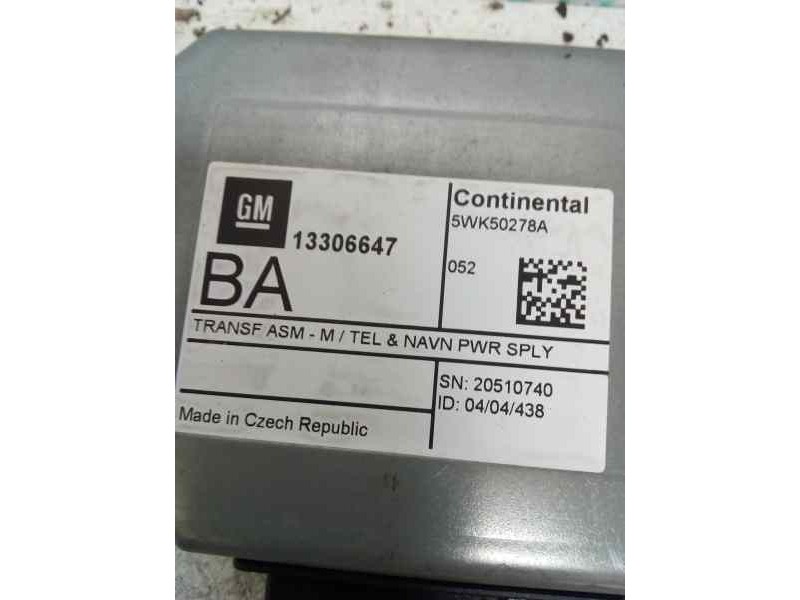 GM
13306647
BA
Continental
5WK50278A
052
TRANSF ASM - M / TEL & NAVN PWR SPLY
SN: 20510740
ID: 04/04/438
Made in Czech Republic